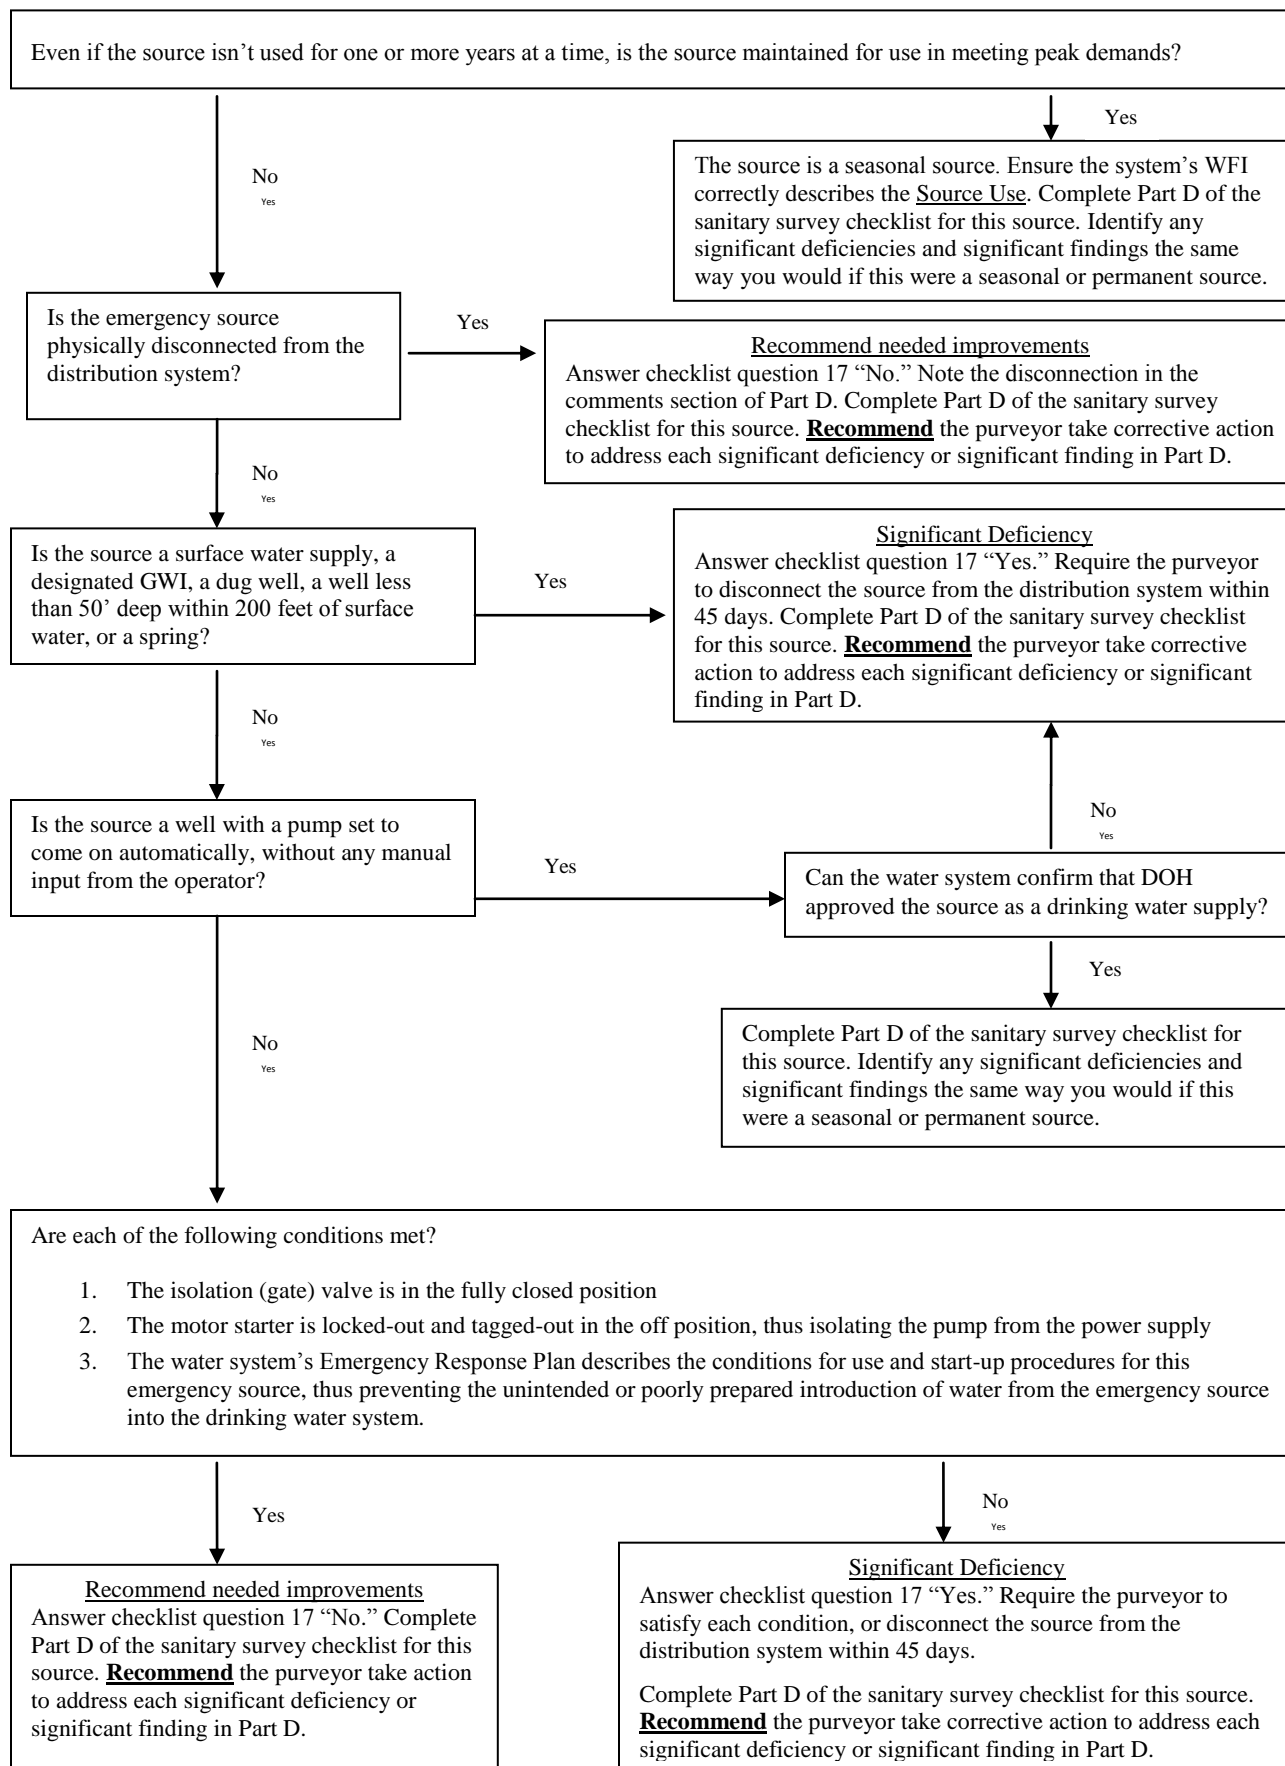 Even if the source isn’t used for one or more years at a time, is the source maintained for use in meeting peak demands?
Yes
No
Yes
The source is a seasonal source. Ensure the system’s WFI
correctly describes the Source Use. Complete Part D of the
sanitary survey checklist for this source. Identify any
significant deficiencies and significant findings the same
way you would if this were a seasonal or permanent source.
Is the emergency source
physically disconnected from the
distribution system?
Yes
Recommend needed improvements
Answer checklist question 17 “No.” Note the disconnection in the
comments section of Part D. Complete Part D of the sanitary survey
checklist for this source. Recommend the purveyor take corrective action
to address each significant deficiency or significant finding in Part D.
No
Yes
Is the source a surface water supply, a
designated GWI, a dug well, a well less
than 50’ deep within 200 feet of surface
water, or a spring?
Yes
Significant Deficiency
Answer checklist question 17 “Yes.” Require the purveyor
to disconnect the source from the distribution system within
45 days. Complete Part D of the sanitary survey checklist
for this source. Recommend the purveyor take corrective
action to address each significant deficiency or significant
finding in Part D.
No
Yes
Is the source a well with a pump set to
come on automatically, without any manual
input from the operator?
Yes
No
Yes
Can the water system confirm that DOH
approved the source as a drinking water supply?
Yes
Complete Part D of the sanitary survey checklist for
this source. Identify any significant deficiencies and
significant findings the same way you would if this
were a seasonal or permanent source.
No
Yes
Are each of the following conditions met?
1. The isolation (gate) valve is in the fully closed position
2. The motor starter is locked-out and tagged-out in the off position, thus isolating the pump from the power supply
3. The water system’s Emergency Response Plan describes the conditions for use and start-up procedures for this
emergency source, thus preventing the unintended or poorly prepared introduction of water from the emergency source
into the drinking water system.
Yes
No
Yes
Recommend needed improvements
Answer checklist question 17 “No.” Complete
Part D of the sanitary survey checklist for this
source. Recommend the purveyor take action
to address each significant deficiency or
significant finding in Part D.
Significant Deficiency
Answer checklist question 17 “Yes.” Require the purveyor to
satisfy each condition, or disconnect the source from the
distribution system within 45 days.
Complete Part D of the sanitary survey checklist for this source.
Recommend the purveyor take corrective action to address each
significant deficiency or significant finding in Part D.